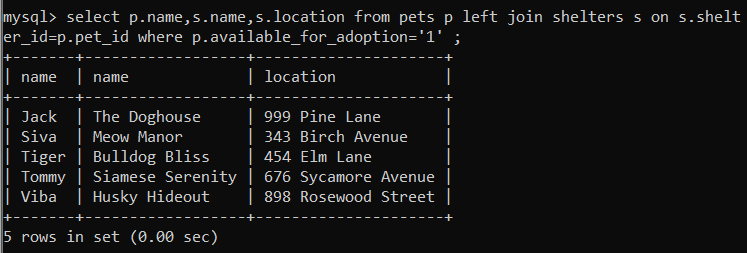 mysql> select p.name,s.name,s.location from pets p left join shelters s on s.shelt
er_id=p.pet_id where p.available_for_adoption='1' ;
+-------+------------------+---------------------+
| name  | name             | location            |
+-------+------------------+---------------------+
| Jack  | The Doghouse     | 999 Pine Lane       |
| Siva  | Meow Manor       | 343 Birch Avenue    |
| Tiger | Bulldog Bliss    | 454 Elm Lane        |
| Tommy | Siamese Serenity | 676 Sycamore Avenue |
| Viba  | Husky Hideout    | 898 Rosewood Street |
+-------+------------------+---------------------+
5 rows in set (0.00 sec)